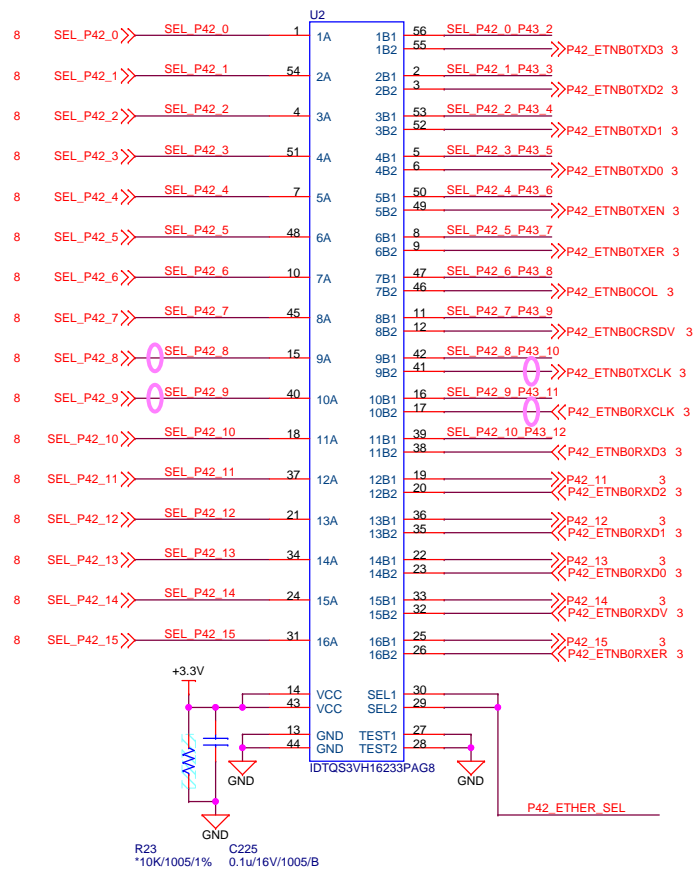 U2
8 SEL_P42_0 SEL_P42_0 1 1A 1B1 56 SEL_P42_0_P43_2
1B2 55 P42_ETNB0TXD3 3
8 SEL_P42_1 SEL_P42_1 54 2A 2B1 2 SEL_P42_1_P43_3
2B2 3 P42_ETNB0TXD2 3
8 SEL_P42_2 SEL_P42_2 4 3A 3B1 53 SEL_P42_2_P43_4
3B2 52 P42_ETNB0TXD1 3
8 SEL_P42_3 SEL_P42_3 51 4A 4B1 5 SEL_P42_3_P43_5
4B2 6 P42_ETNB0TXD0 3
8 SEL_P42_4 SEL_P42_4 7 5A 5B1 50 SEL_P42_4_P43_6
5B2 49 P42_ETNB0TXEN 3
8 SEL_P42_5 SEL_P42_5 48 6A 6B1 8 SEL_P42_5_P43_7
6B2 9 P42_ETNB0TXER 3
8 SEL_P42_6 SEL_P42_6 10 7A 7B1 47 SEL_P42_6_P43_8
7B2 46 P42_ETNB0COL 3
8 SEL_P42_7 SEL_P42_7 45 8A 8B1 11 SEL_P42_7_P43_9
8B2 12 P42_ETNB0CRSDV 3
8 SEL_P42_8 SEL_P42_8 15 9A 9B1 42 SEL_P42_8_P43_10
9B2 41 P42_ETNB0TXCLK 3
8 SEL_P42_9 SEL_P42_9 40 10A 10B1 16 SEL_P42_9_P43_11
10B2 17 P42_ETNB0RXCLK 3
8 SEL_P42_10 SEL_P42_10 18 11A 11B1 39 SEL_P42_10_P43_12
11B2 38 P42_ETNB0RXD3 3
8 SEL_P42_11 SEL_P42_11 37 12A 12B1 19 P42_11 3
12B2 20 P42_ETNB0RXD2 3
8 SEL_P42_12 SEL_P42_12 21 13A 13B1 36 P42_12 3
13B2 35 P42_ETNB0RXD1 3
8 SEL_P42_13 SEL_P42_13 34 14A 14B1 22 P42_13 3
14B2 23 P42_ETNB0RXD0 3
8 SEL_P42_14 SEL_P42_14 24 15A 15B1 33 P42_14 3
15B2 32 P42_ETNB0RXDV 3
8 SEL_P42_15 SEL_P42_15 31 16A 16B1 25 P42_15 3
16B2 26 P42_ETNB0RXER 3
+3.3V
14 VCC SEL1 30
43 VCC SEL2 29
13 GND TEST1 27
44 GND TEST2 28
IDTQS3VH16233PAG8
GND GND
P42_ETHER_SEL
GND
R23 C225
*10K/1005/1% 0.1u/16V/1005/B